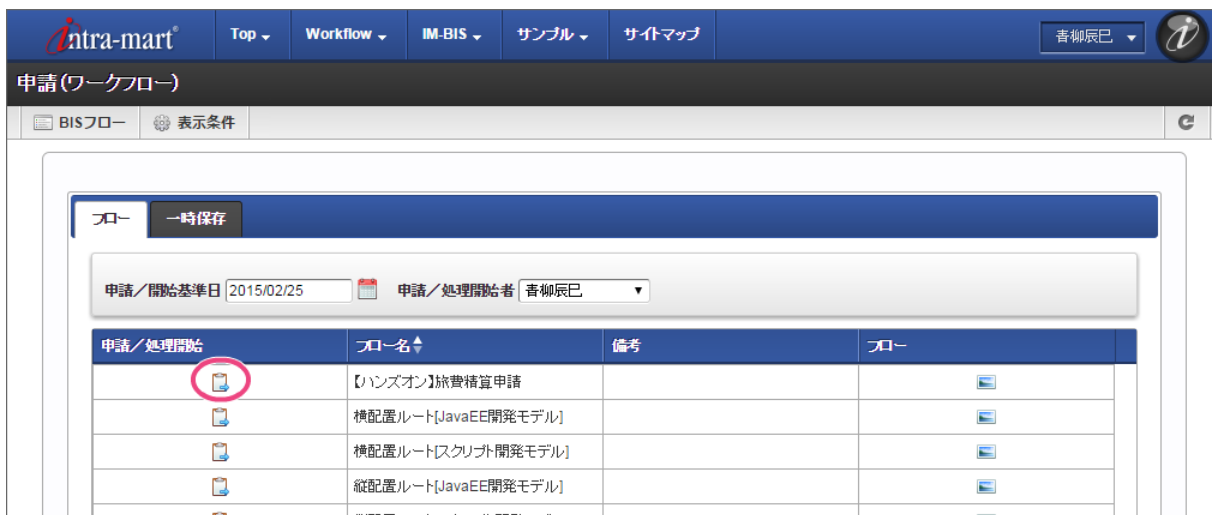 intra-mart® Top Workflow IM-BIS サンプル サイトマップ 青柳辰巳
申請(ワークフロー)
BISフロー 表示条件
フロー 一時保存
申請／開始基準日 2015/02/25 申請／処理開始者 青柳辰巳
申請／処理開始 フロー名 備考 フロー
【ハンズオン】旅費精算申請
横配置ルート[JavaEE開発モデル]
横配置ルート[スクリプト開発モデル]
縦配置ルート[JavaEE開発モデル]